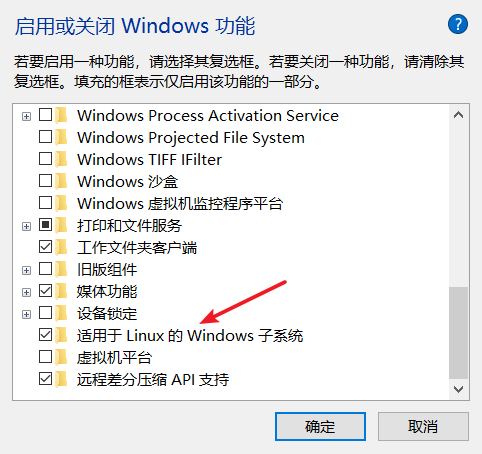 启用或关闭 Windows 功能
?
若要启用一种功能，请选择其复选框。若要关闭一种功能，请清除其
复选框。填充的框表示仅启用该功能的一部分。
Windows Process Activation Service
Windows Projected File System
Windows TIFF IFilter
Windows 沙盒
Windows 虚拟机监控程序平台
打印和文件服务
工作文件夹客户端
旧版组件
媒体功能
设备锁定
适用于 Linux 的 Windows 子系统
虚拟机平台
远程差分压缩 API 支持
确定
取消